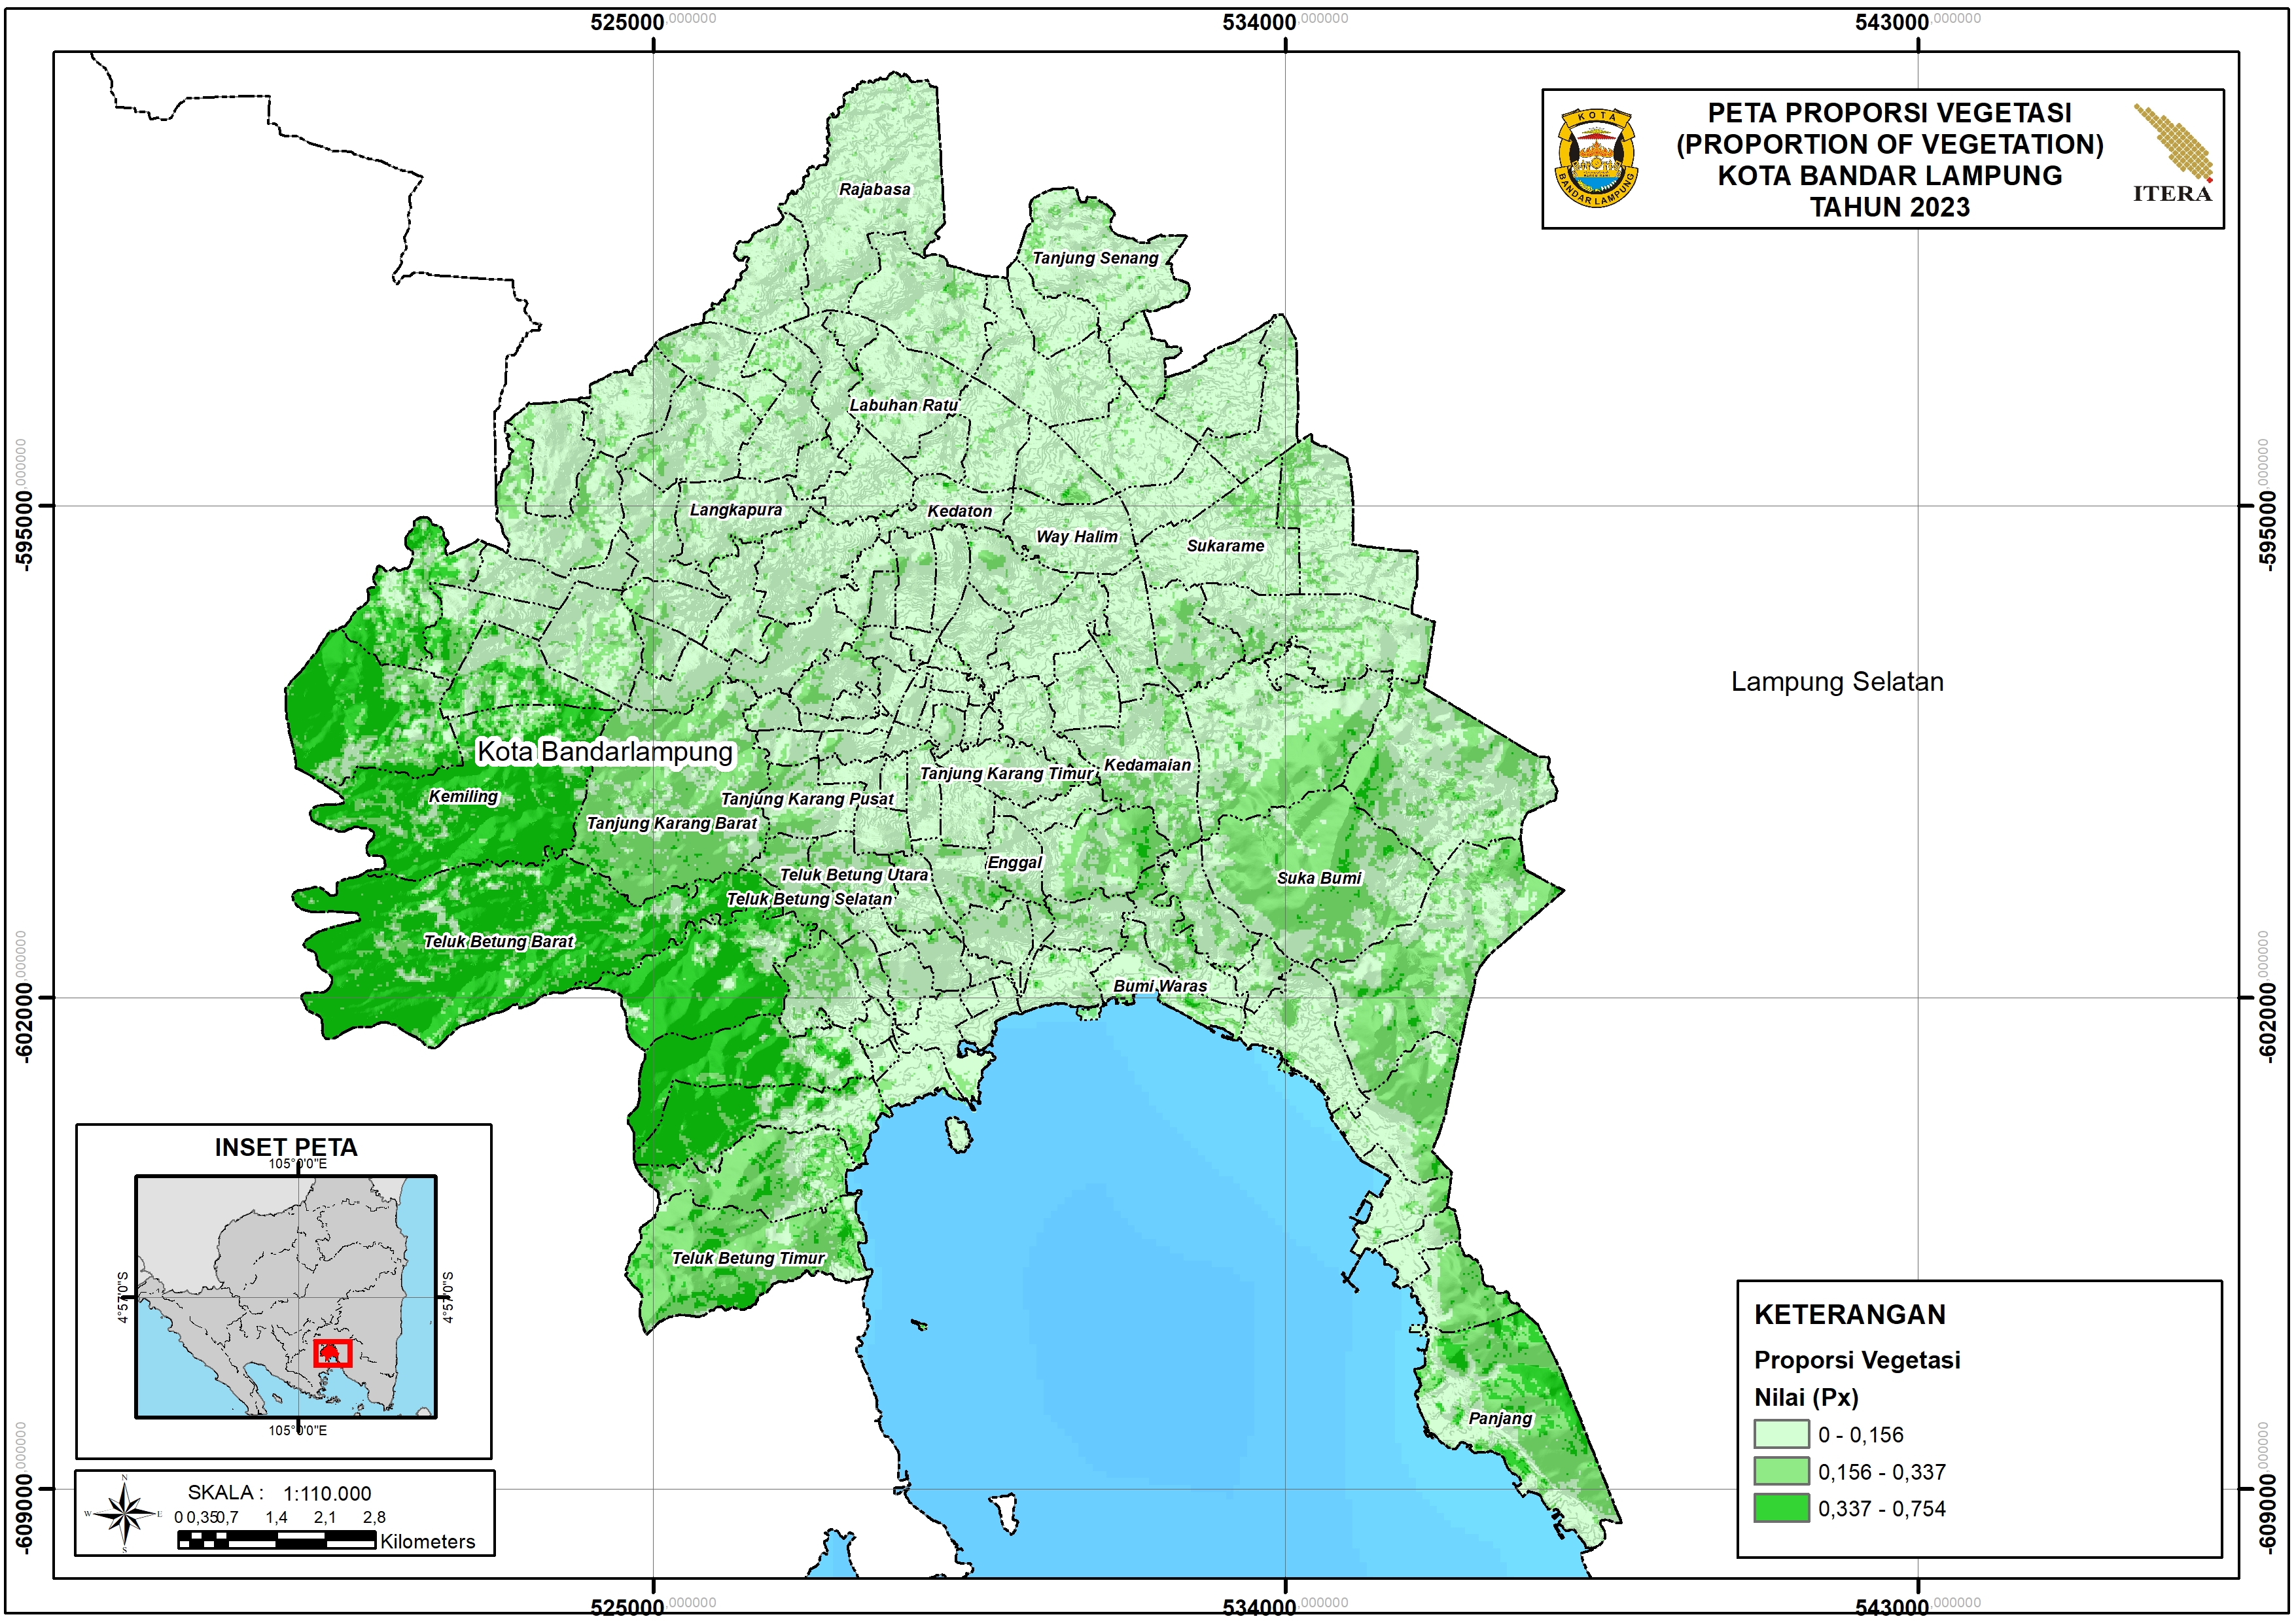 525000,000000
534000,000000
543000,000000
PETA PROPORSI VEGETASI
(PROPORTION OF VEGETATION)
KOTA BANDAR LAMPUNG
TAHUN 2023
KOTA
BANDAR LAMPUNG
ITERA
Rajabasa
Tanjung Senang
Labuhan Ratu
-595000,000000
-595000,000000
Langkapura
Kedaton
Way Halim
Sukarame
Lampung Selatan
Kota Bandarlampung
Tanjung Karang Timur
Kedamaian
Kemiling
Tanjung Karang Pusat
Tanjung Karang Barat
Enggal
Teluk Betung Utara
Suka Bumi
Teluk Betung Selatan
Teluk Betung Barat
Bumi Waras
-602000,000000
-602000,000000
Teluk Betung Timur
Panjang
-609000,000000
-609000,000000
INSET PETA
105°0'0"E
4°57'0"S
4°57'0"S
105°0'0"E
N
W
E
S
SKALA : 1:110.000
0 0,35 0,7 1,4 2,1 2,8
Kilometers
KETERANGAN
Proporsi Vegetasi
Nilai (Px)
0 - 0,156
0,156 - 0,337
0,337 - 0,754
525000,000000
534000,000000
543000,000000